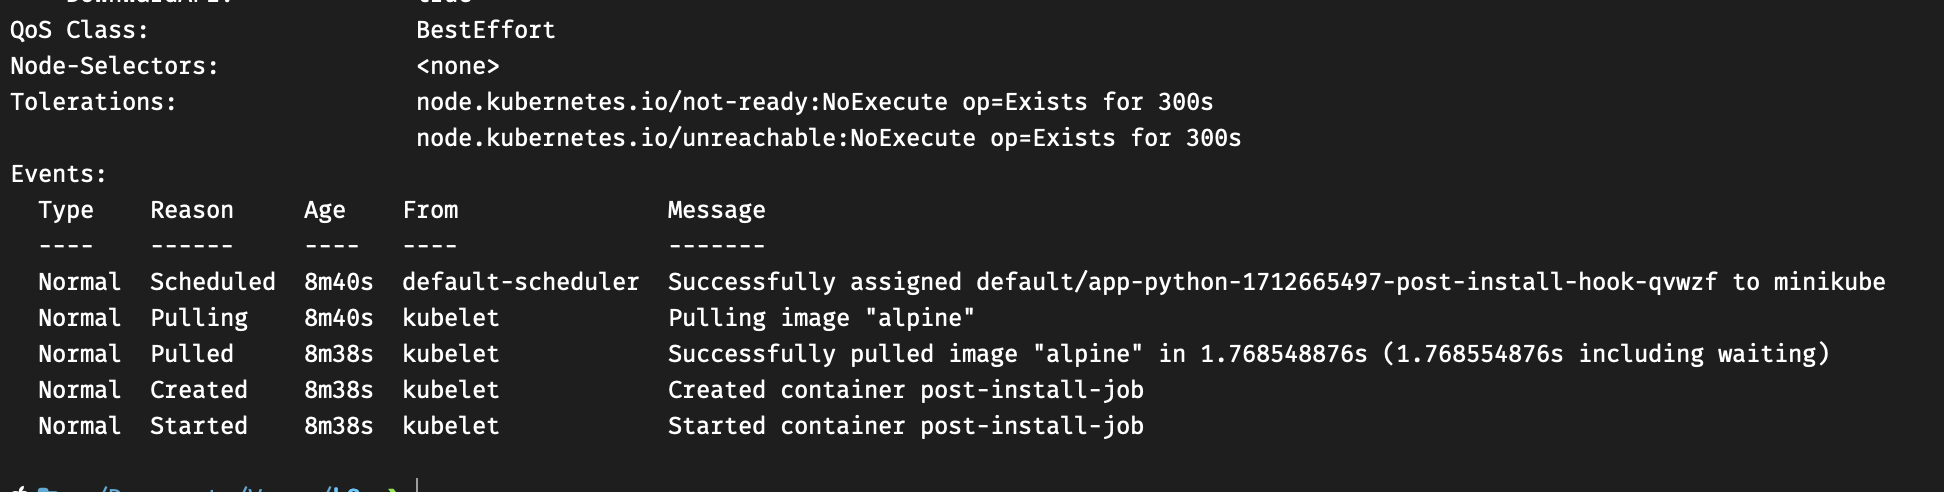 QoS Class:                   BestEffort
Node-Selectors:              <none>
Tolerations:                 node.kubernetes.io/not-ready:NoExecute op=Exists for 300s
                             node.kubernetes.io/unreachable:NoExecute op=Exists for 300s
Events:
  Type    Reason     Age    From               Message
  ----    ------     ----   ----               -------
  Normal  Scheduled  8m40s  default-scheduler  Successfully assigned default/app-python-1712665497-post-install-hook-qvwzf to minikube
  Normal  Pulling    8m40s  kubelet            Pulling image "alpine"
  Normal  Pulled     8m38s  kubelet            Successfully pulled image "alpine" in 1.768548876s (1.768554876s including waiting)
  Normal  Created    8m38s  kubelet            Created container post-install-job
  Normal  Started    8m38s  kubelet            Started container post-install-job